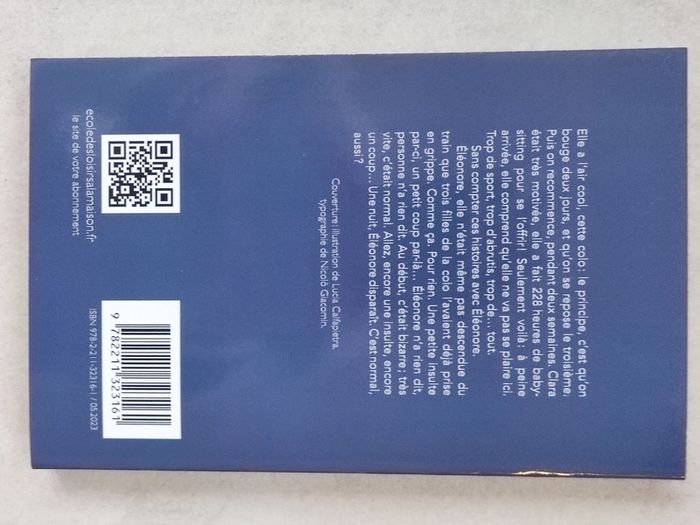 Elle a l'air cool, cette colo : le principe, c'est qu'on
bouge deux jours, et qu'on se repose le troisième.
Puis on recommence, pendant deux semaines. Clara
était très motivée, elle a fait 228 heures de baby-
sitting pour se l'offrir! Seulement voilà : à peine
arrivée, elle comprend qu'elle ne va pas se plaire ici.
Trop de sport, trop d'abrutis, trop de... tout.
Sans compter ces histoires avec Éléonore.
Éléonore, elle n'était même pas descendue du
train que trois filles de la colo l'avaient déjà prise
en grippe. Comme ça. Pour rien. Une petite insulte
par-ci, un petit coup par-là... Éléonore n'a rien dit,
personne n'a rien dit. Au début c'était bizarre ; très
vite, c'était normal. Allez, encore une insulte, encore
un coup... Une nuit, Éléonore disparaît. C'est normal,
aussi ?
Couverture : illustration de Lucia Calfapietra,
typographie de Nicolò Giacomin.
ecoledesloisirsalamaison.fr
le site de votre abonnement
9 782211 323161
ISBN 978-2-211-32316-1 / 05.2023